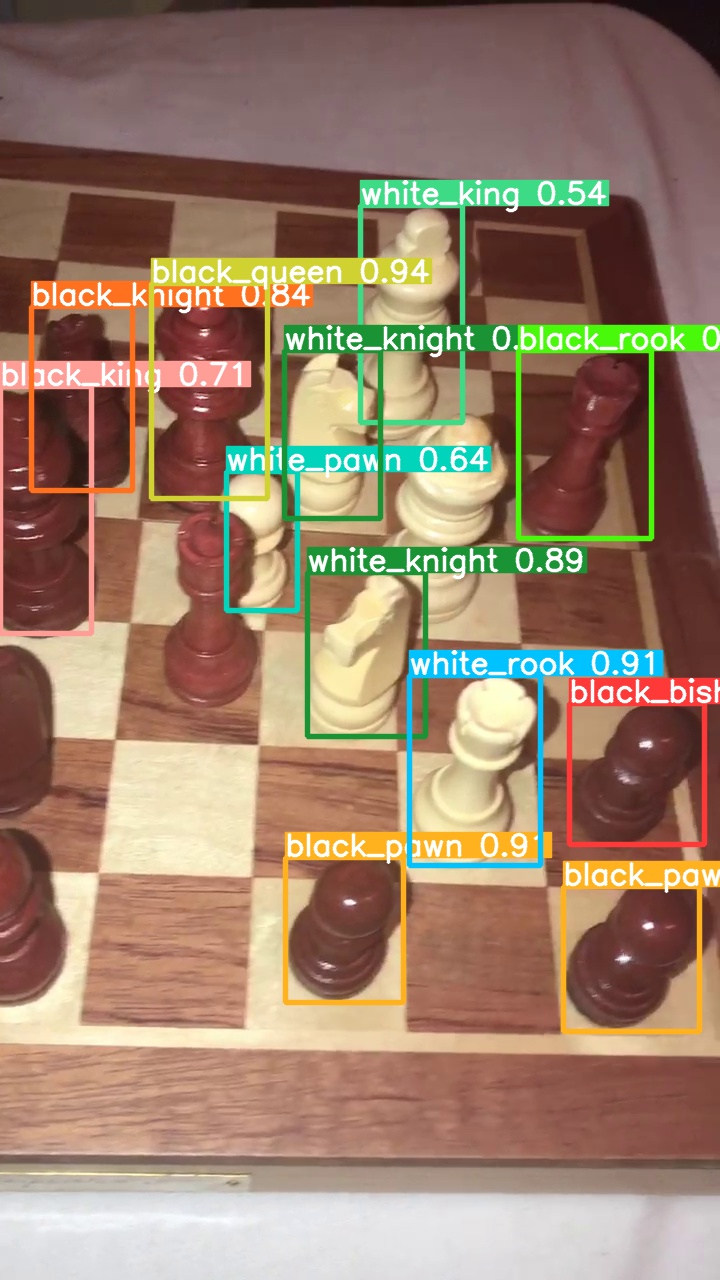 white_king 0.54
black_queen 0.94
black_knight 0.84
white_knight 0.
black_rook 0
black_king 0.71
white_pawn 0.64
white_knight 0.89
white_rook 0.91
black_bish
black_pawn 0.91
black_paw